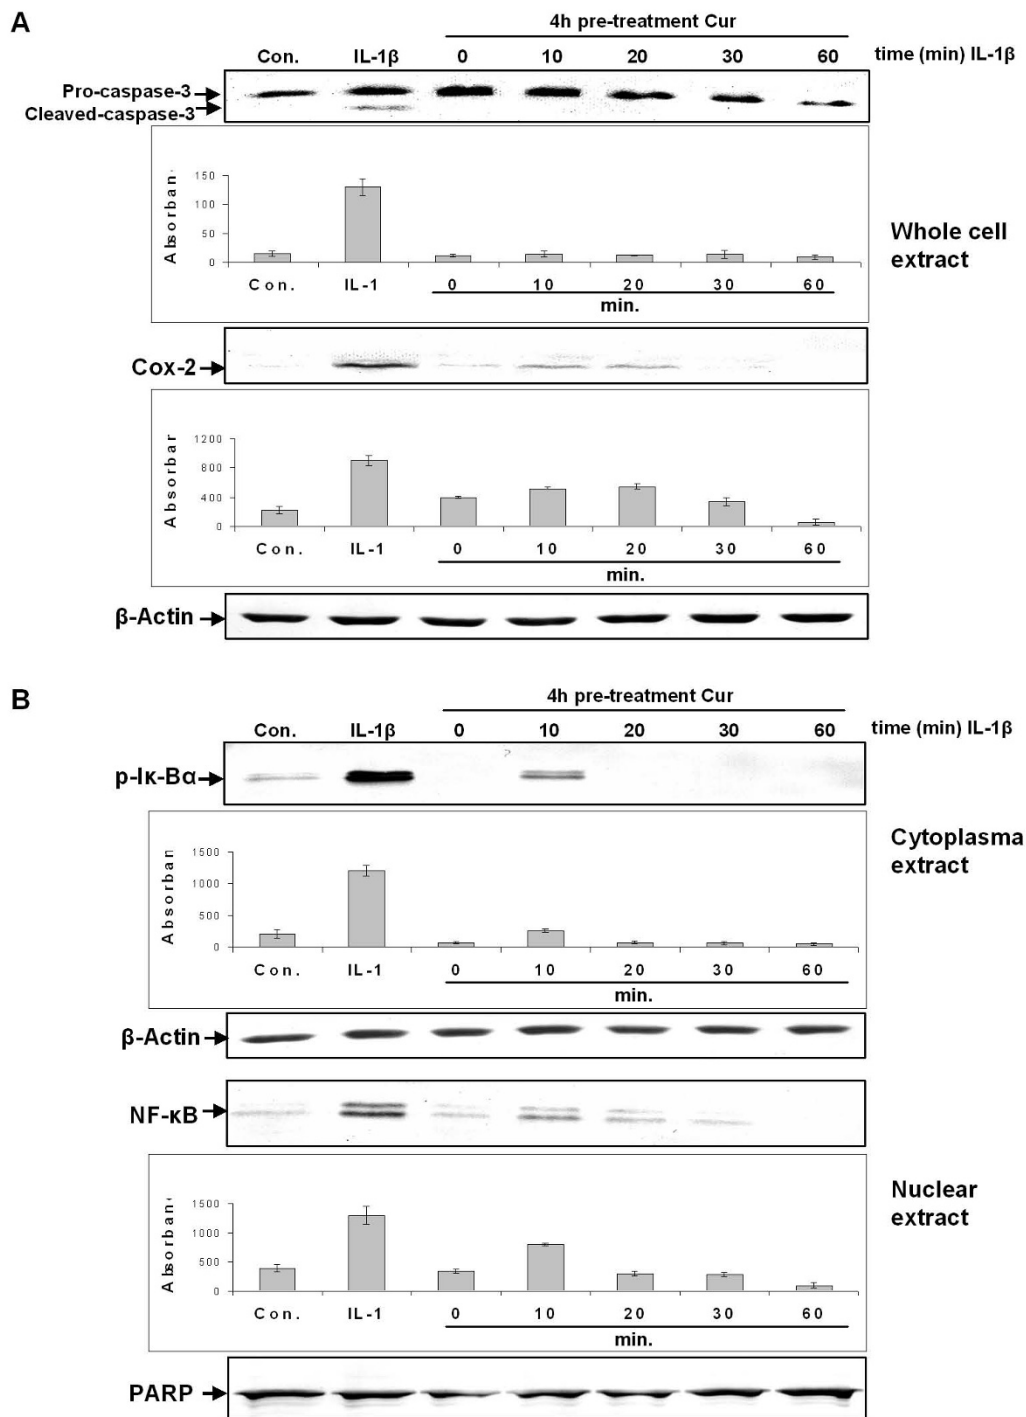 A
4h pre-treatment Cur
Con. IL-1β 0 10 20 30 60 time (min) IL-1β
Pro-caspase-3
Cleaved-caspase-3
150
100
50
0
Absorban
Con. IL-1 0 10 20 30 60
min.
Whole cell
extract
Cox-2
1200
800
400
0
Absorbar
Con. IL-1 0 10 20 30 60
min.
β-Actin
B
4h pre-treatment Cur
Con. IL-1β 0 10 20 30 60 time (min) IL-1β
p-Iκ-Bα
Cytoplasma
extract
1500
1000
500
0
Absorban
Con. IL-1 0 10 20 30 60
min.
β-Actin
NF-κB
Nuclear
extract
1500
1000
500
0
Absorban
Con. IL-1 0 10 20 30 60
min.
PARP